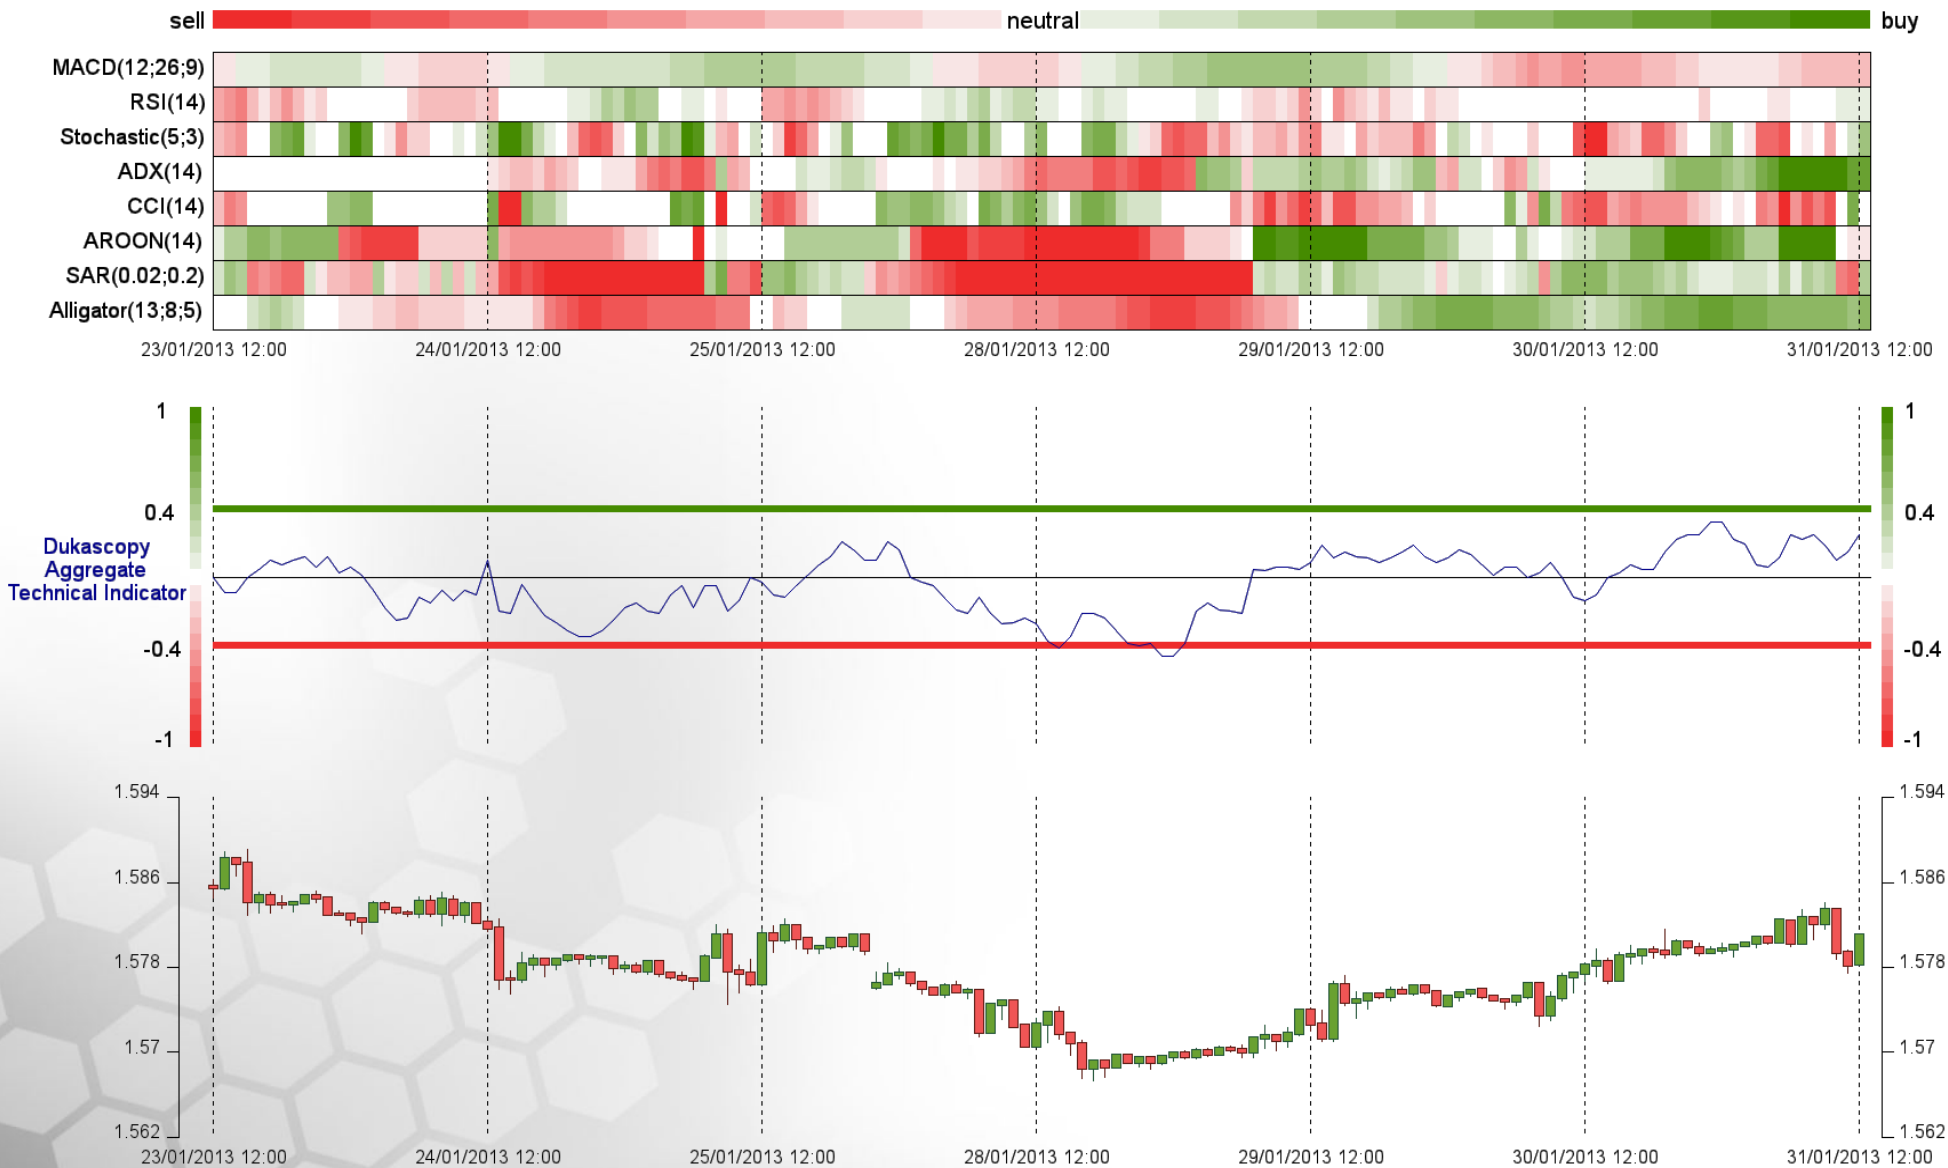 sell neutral buy
MACD(12;26;9)
RSI(14)
Stochastic(5;3)
ADX(14)
CCI(14)
AROON(14)
SAR(0.02;0.2)
Alligator(13;8;5)
23/01/2013 12:00 24/01/2013 12:00 25/01/2013 12:00 28/01/2013 12:00 29/01/2013 12:00 30/01/2013 12:00 31/01/2013 12:00
1 1
0.4 0.4
Dukascopy
Aggregate
Technical Indicator
-0.4 -0.4
-1 -1
1.594 1.594
1.586 1.586
1.578 1.578
1.57 1.57
1.562 1.562
23/01/2013 12:00 24/01/2013 12:00 25/01/2013 12:00 28/01/2013 12:00 29/01/2013 12:00 30/01/2013 12:00 31/01/2013 12:00